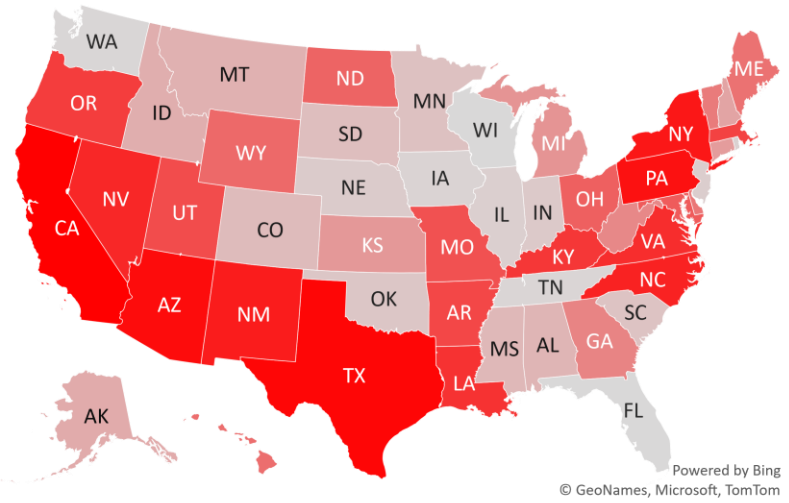 WA
MT
ND
ME
OR
ID
MN
WY
SD
WI
MI
NY
NE
IA
PA
NV
UT
CO
IL
IN
OH
CA
KS
MO
KY
VA
AZ
NM
OK
AR
TN
NC
TX
LA
MS
AL
GA
SC
AK
FL
Powered by Bing
© GeoNames, Microsoft, TomTom